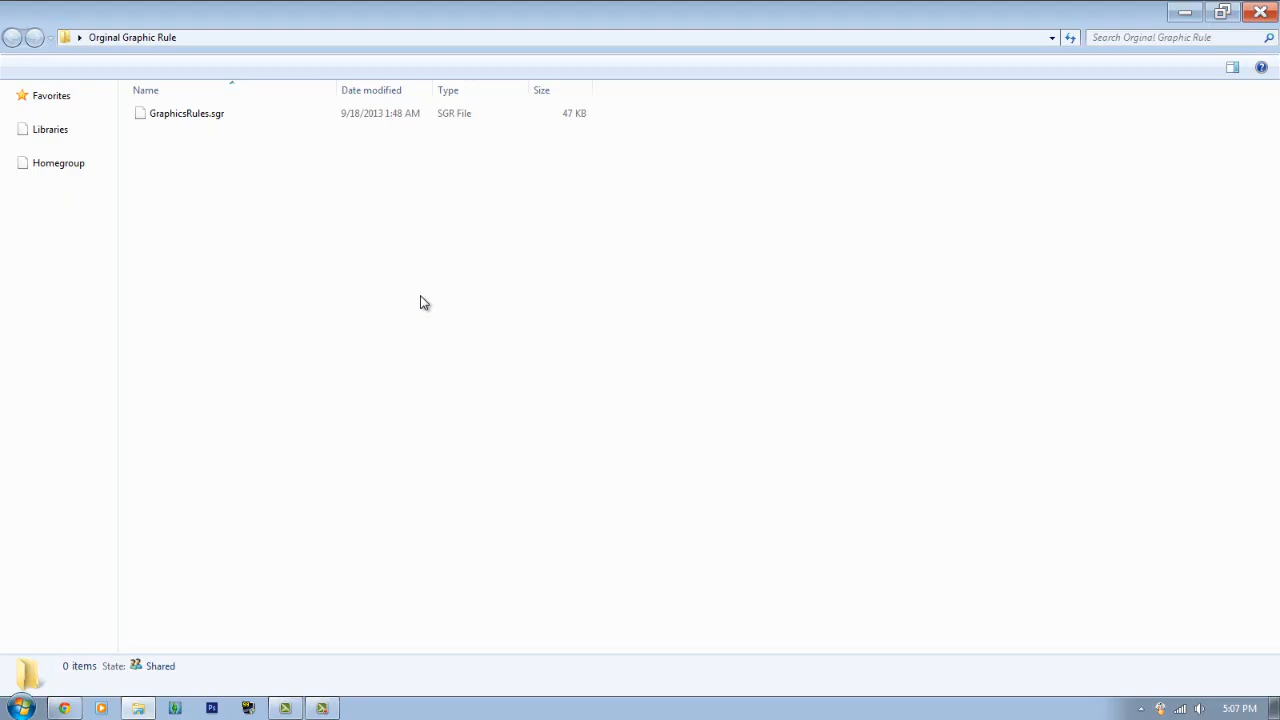 Orginal Graphic Rule
Search Orginal Graphic Rule
Favorites
Libraries
Homegroup
Name Date modified Type Size
GraphicsRules.sgr 9/18/2013 1:48 AM SGR File 47 KB
0 items State: Shared
Ps
5:07 PM